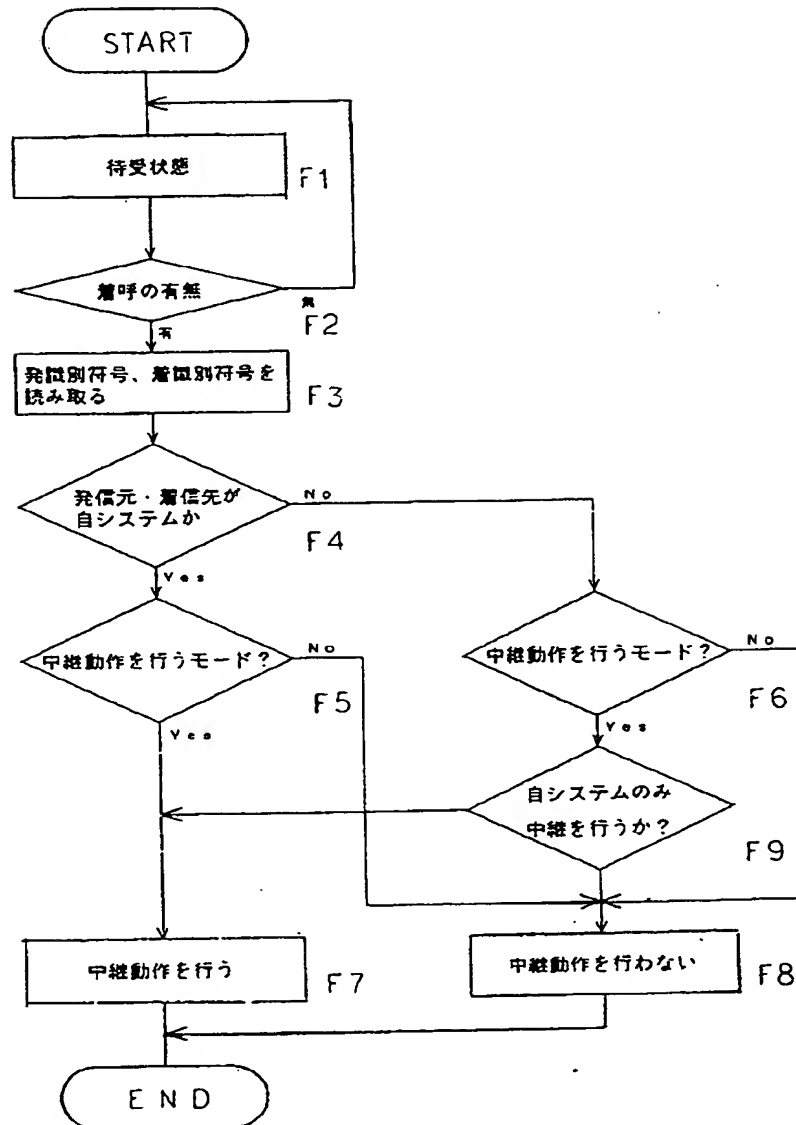 START
待受状態
F1
着呼の有無
無
F2
有
発識別符号、着識別符号を
読み取る
F3
発信元・着信先が
自システムか
No
F4
Yes
中継動作を行うモード?
No
F5
Yes
中継動作を行うモード?
No
F6
Yes
自システムのみ
中継を行うか?
F9
中継動作を行う
F7
中継動作を行わない
F8
END